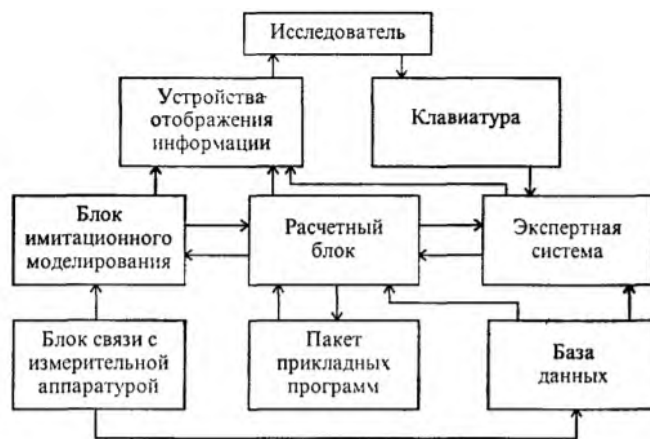 Исследователь
Устройства
отображения
информации
Клавиатура
Блок
имитационного
моделирования
Расчетный
блок
Экспертная
система
Блок связи с
измерительной
аппаратурой
Пакет
прикладных
программ
База
данных